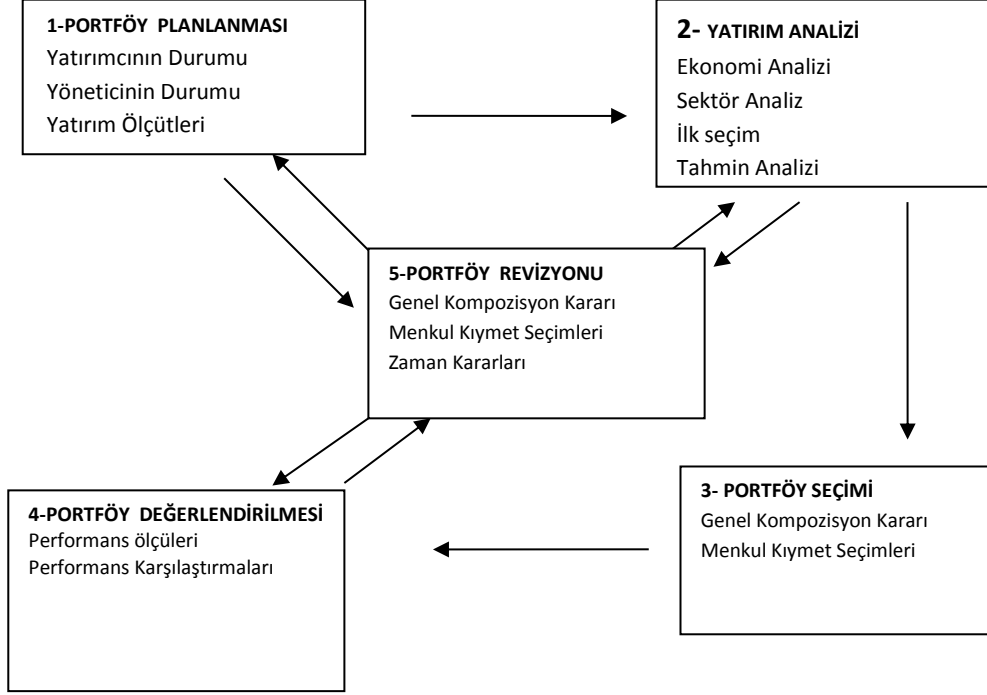 1-PORTFÖY PLANLANMASI
Yatırımcının Durumu
Yöneticinin Durumu
Yatırım Ölçütleri
2- YATIRIM ANALİZİ
Ekonomi Analizi
Sektör Analiz
İlk seçim
Tahmin Analizi
5-PORTFÖY REVİZYONU
Genel Kompozisyon Kararı
Menkul Kıymet Seçimleri
Zaman Kararları
3- PORTFÖY SEÇİMİ
Genel Kompozisyon Kararı
Menkul Kıymet Seçimleri
4-PORTFÖY DEĞERLENDİRİLMESİ
Performans ölçüleri
Performans Karşılaştırmaları